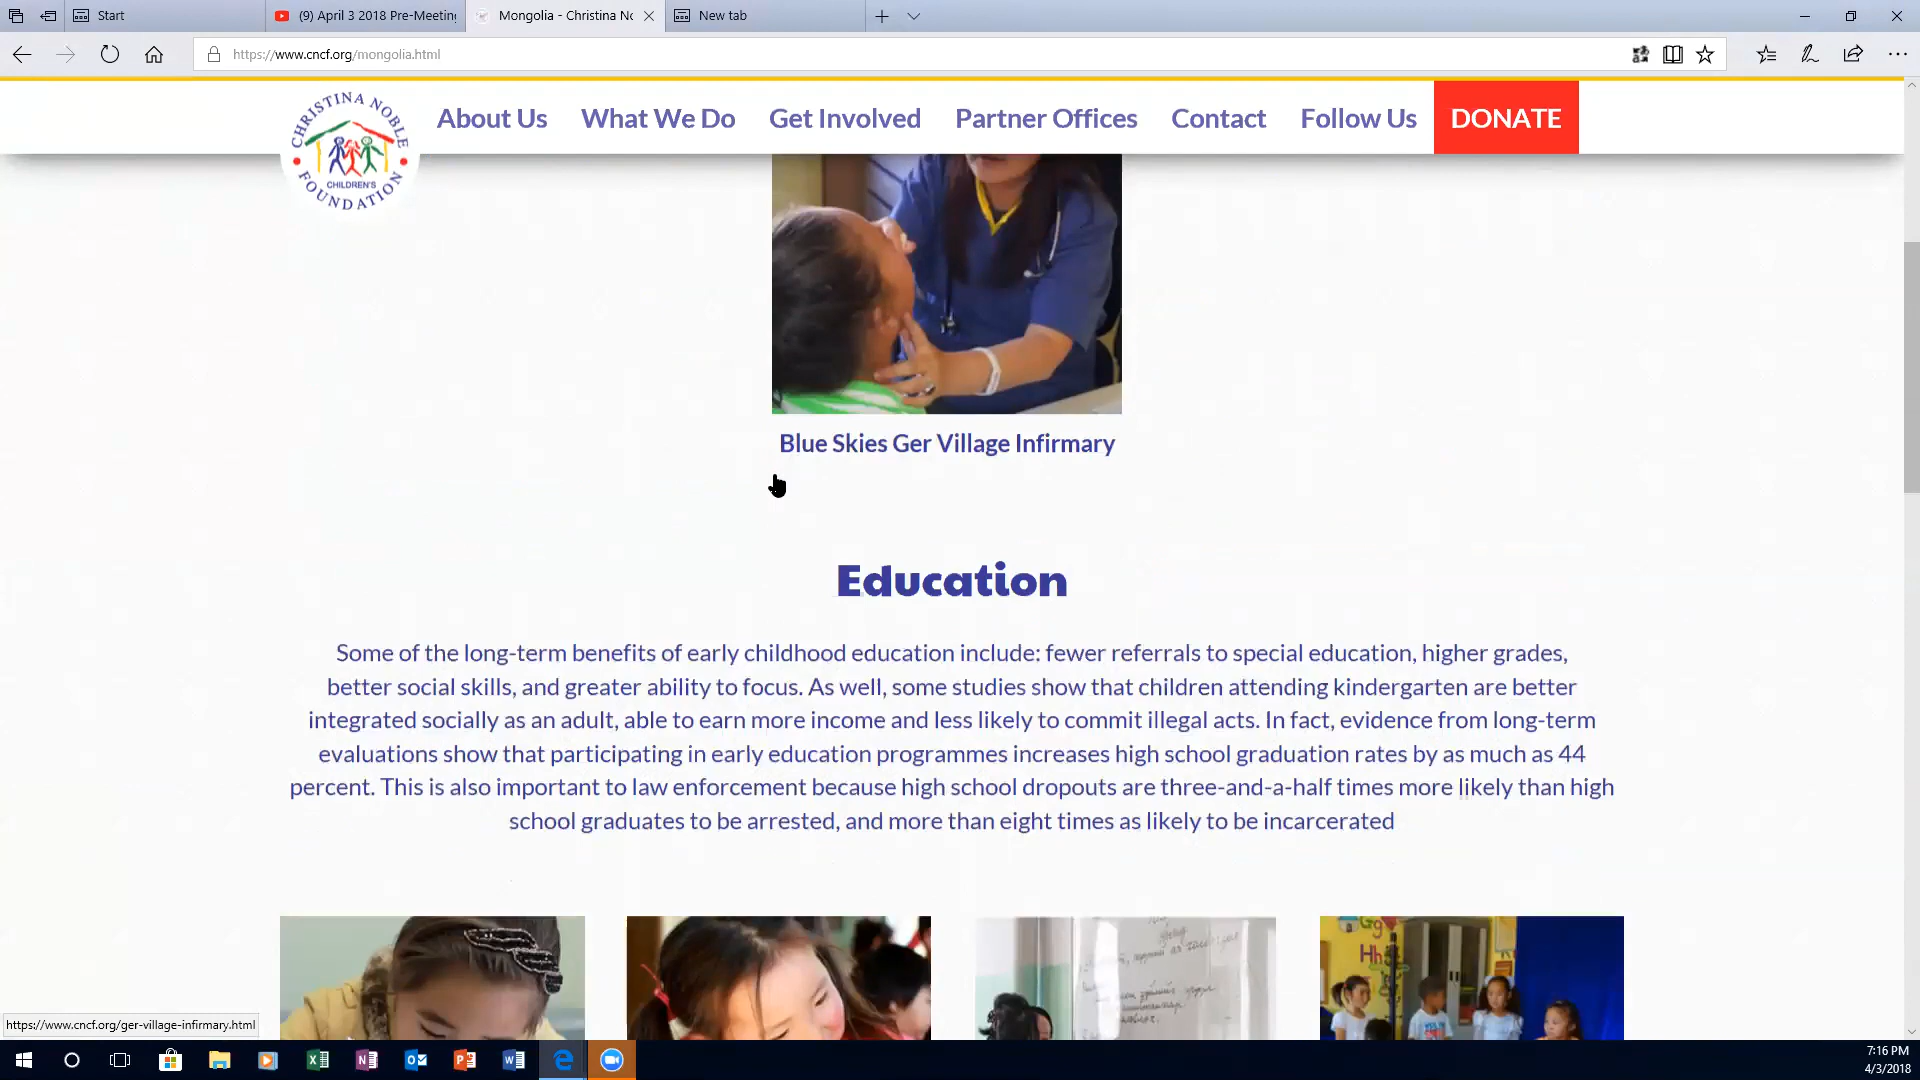 Start
(9) April 3 2018 Pre-Meeting
Mongolia - Christina No
New tab
https://www.cncf.org/mongolia.html
CHRISTINA NOBLE
CHILDREN'S
FOUNDATION
About Us
What We Do
Get Involved
Partner Offices
Contact
Follow Us
DONATE
Blue Skies Ger Village Infirmary
Education
Some of the long-term benefits of early childhood education include: fewer referrals to special education, higher grades,
better social skills, and greater ability to focus. As well, some studies show that children attending kindergarten are better
integrated socially as an adult, able to earn more income and less likely to commit illegal acts. In fact, evidence from long-term
evaluations show that participating in early education programmes increases high school graduation rates by as much as 44
percent. This is also important to law enforcement because high school dropouts are three-and-a-half times more likely than high
school graduates to be arrested, and more than eight times as likely to be incarcerated
Gg
Hh
https://www.cncf.org/ger-village-infirmary.html
7:16 PM
4/3/2018